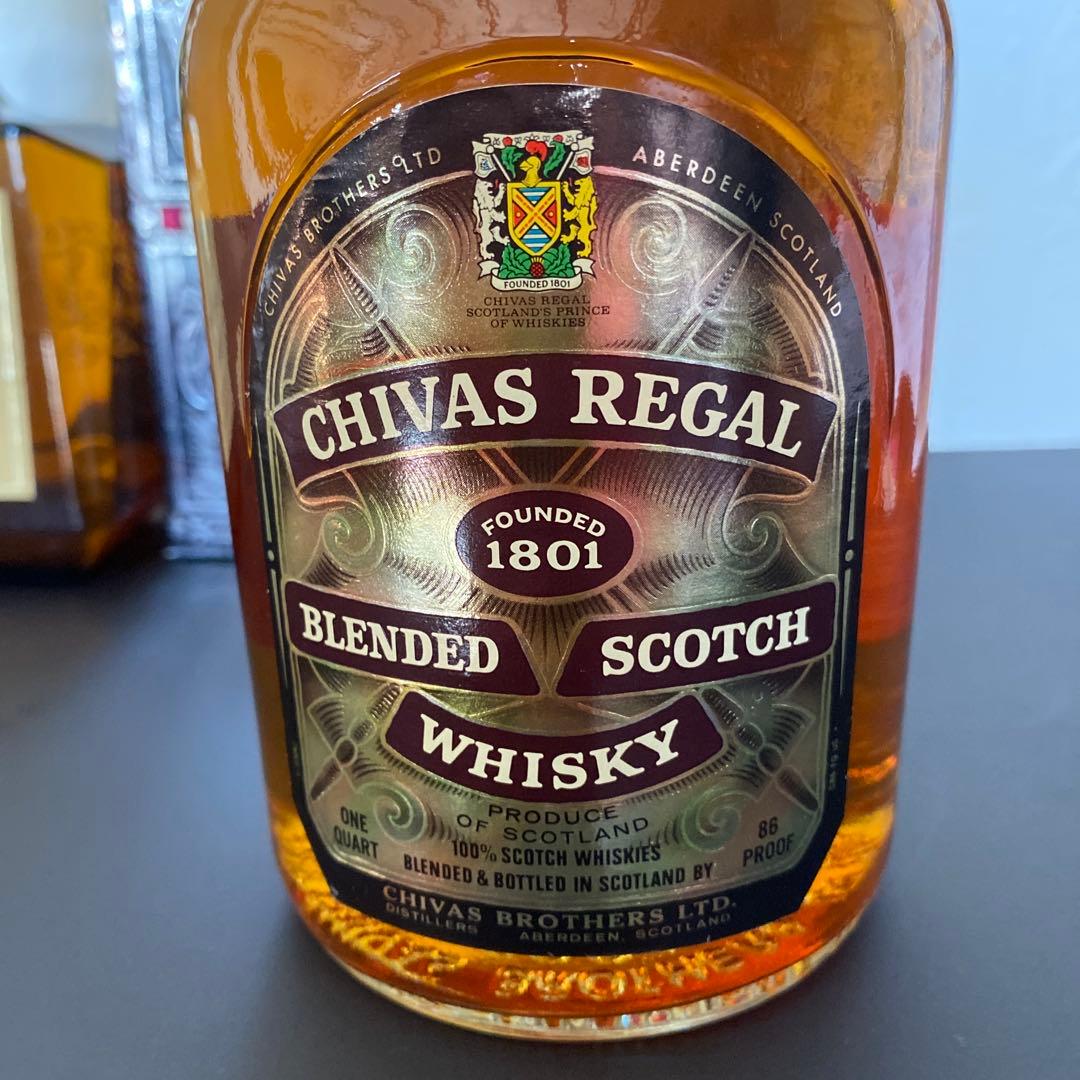 CHIVAS BROTHERS LTD
ABERDEEN SCOTLAND
FOUNDED 1801
CHIVAS REGAL
SCOTLAND'S PRINCE
OF WHISKIES
CHIVAS REGAL
FOUNDED
1801
BLENDED SCOTCH
WHISKY
PRODUCE
OF SCOTLAND
ONE
QUART
86
PROOF
100% SCOTCH WHISKIES
BLENDED & BOTTLED IN SCOTLAND BY
CHIVAS BROTHERS LTD.
DISTILLERS ABERDEEN, SCOTLAND